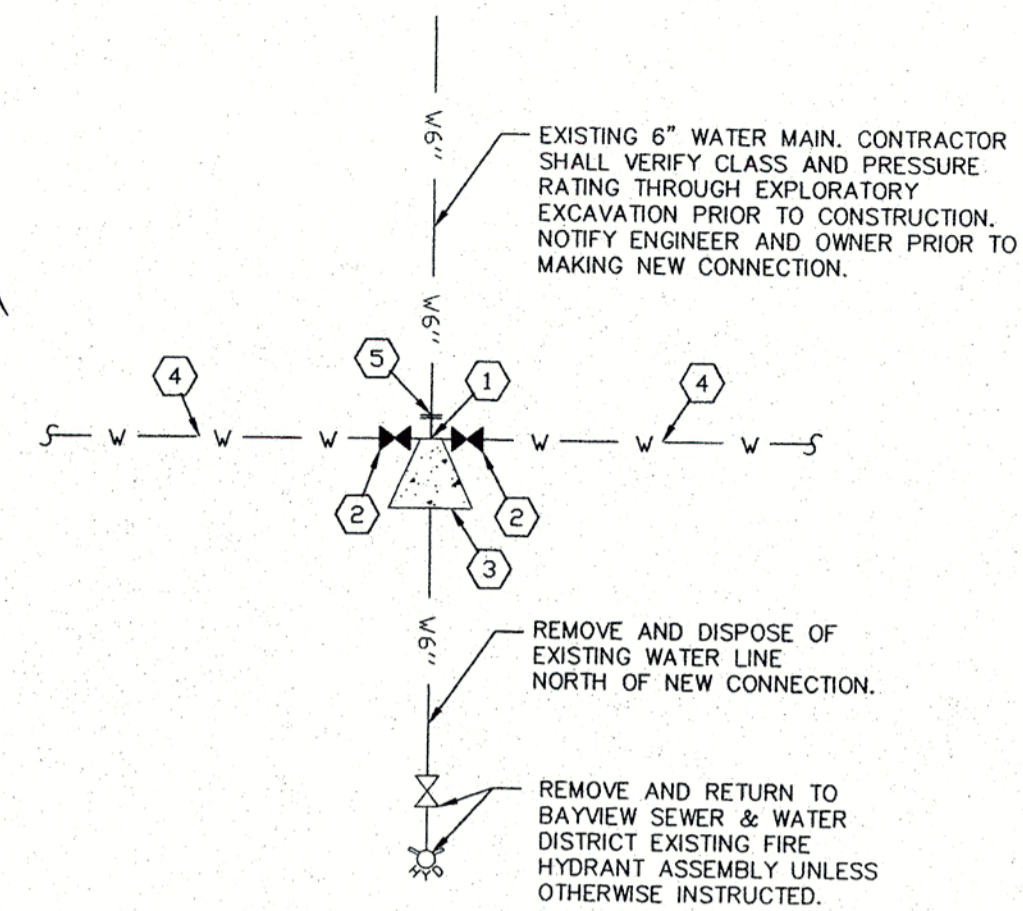 W6"
EXISTING 6" WATER MAIN. CONTRACTOR
SHALL VERIFY CLASS AND PRESSURE
RATING THROUGH EXPLORATORY
EXCAVATION PRIOR TO CONSTRUCTION.
NOTIFY ENGINEER AND OWNER PRIOR TO
MAKING NEW CONNECTION.
W6"
5
1
4
4
W W W W W W
2
2
3
W6"
REMOVE AND DISPOSE OF
EXISTING WATER LINE
NORTH OF NEW CONNECTION.
REMOVE AND RETURN TO
BAYVIEW SEWER & WATER
DISTRICT EXISTING FIRE
HYDRANT ASSEMBLY UNLESS
OTHERWISE INSTRUCTED.
HYD